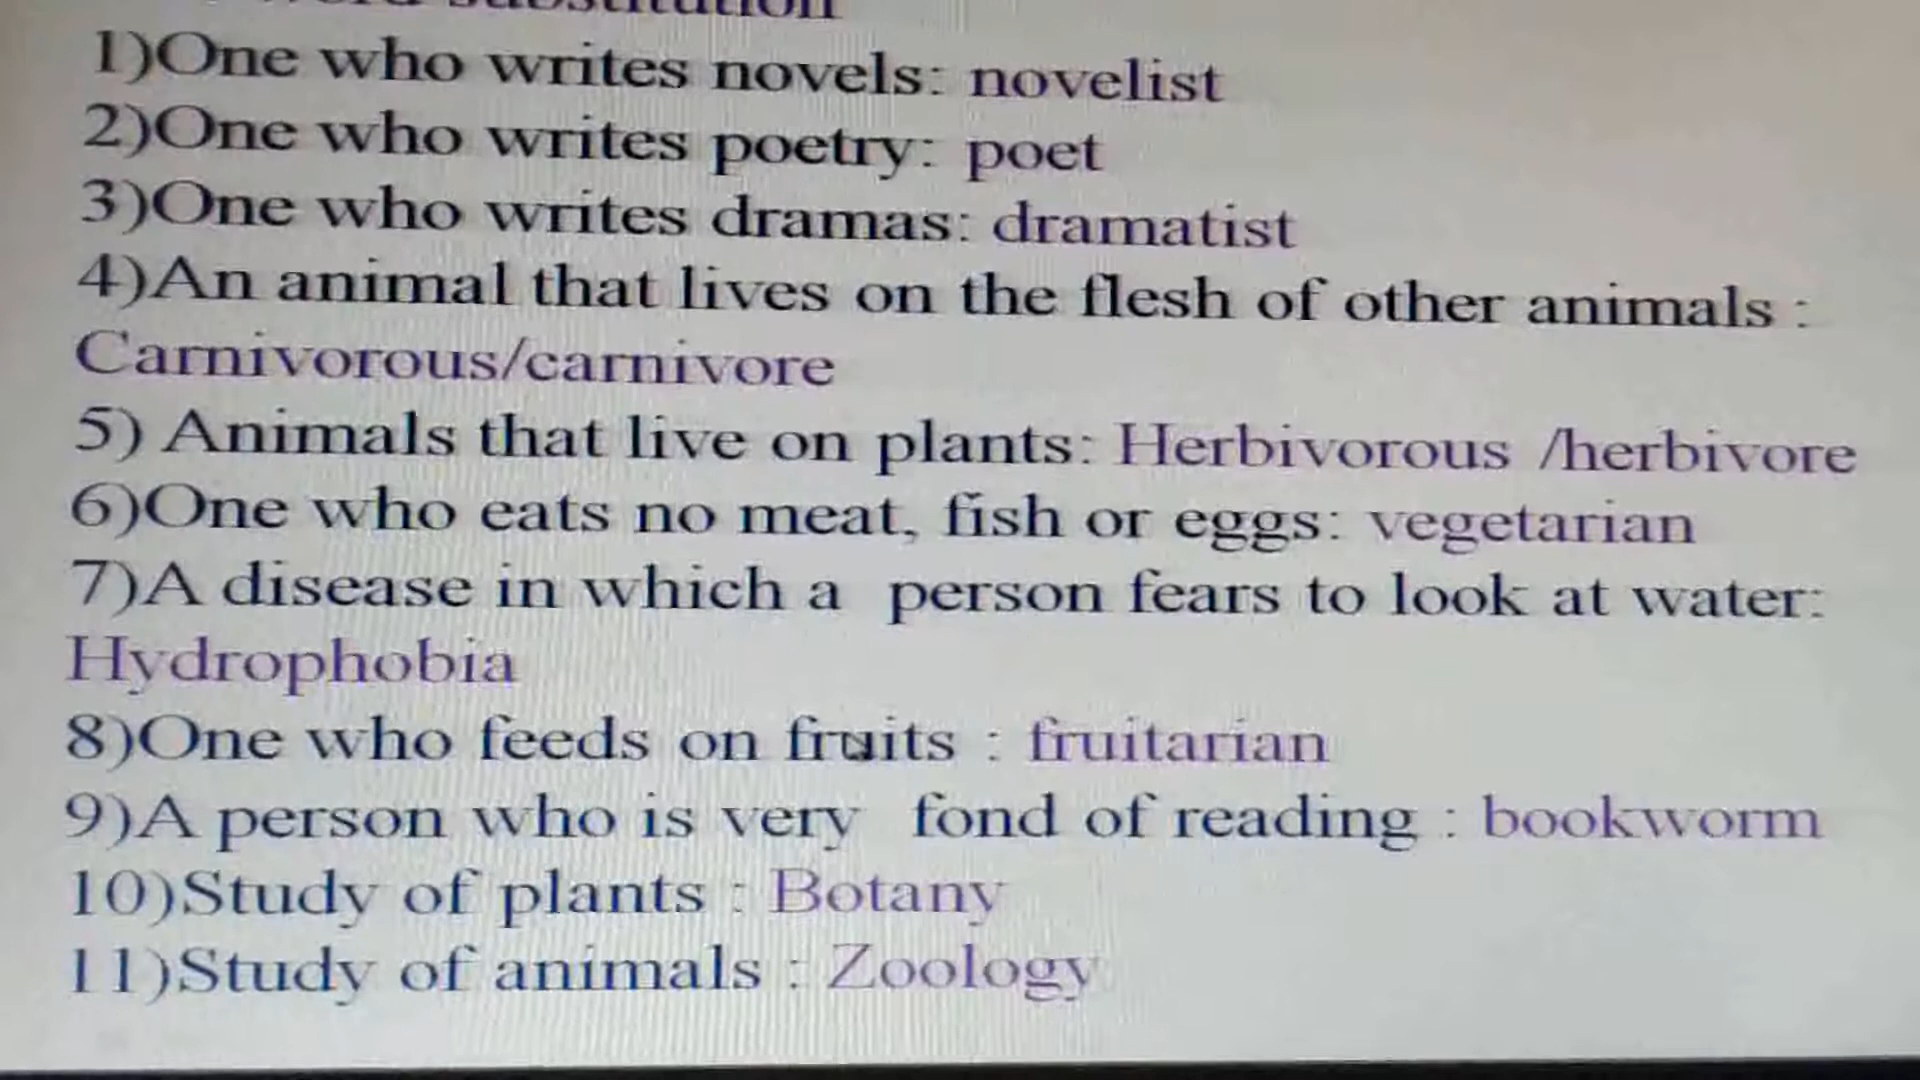 word substitution
1)One who writes novels: novelist
2)One who writes poetry: poet
3)One who writes dramas: dramatist
4)An animal that lives on the flesh of other animals :
Carnivorous/carnivore
5) Animals that live on plants: Herbivorous /herbivore
6)One who eats no meat, fish or eggs: vegetarian
7)A disease in which a person fears to look at water:
Hydrophobia
8)One who feeds on fruits : fruitarian
9)A person who is very fond of reading : bookworm
10)Study of plants : Botany
11)Study of animals : Zoology